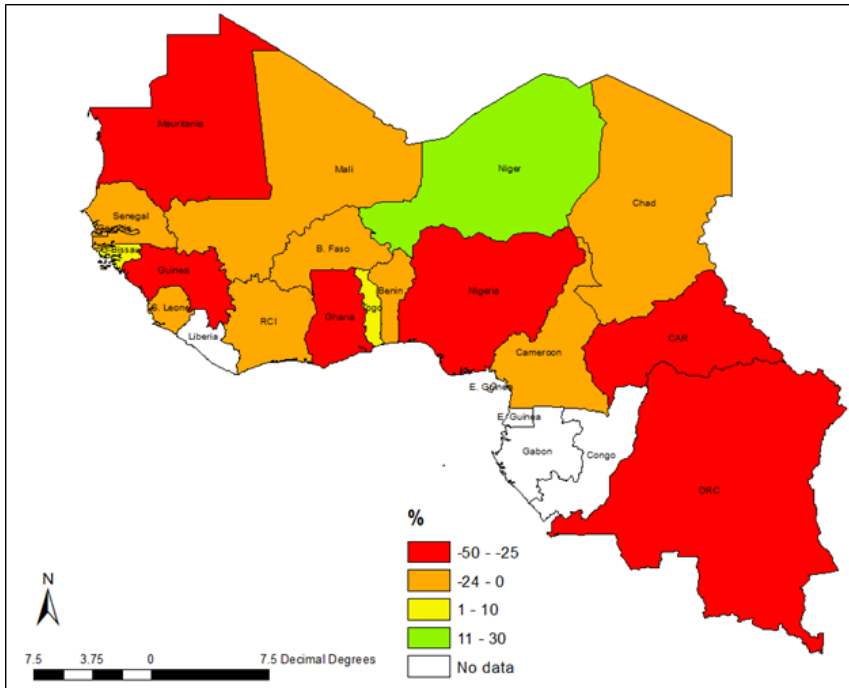 Mauritania
Mali
Niger
Chad
Senegal
B. Faso
Guinea
Nigeria
Benin
S. Leone
RCI
Ghana
Liberia
CAR
Cameroon
E. Guinea
E. Guinea
Gabon
Congo
DRC
%
-50 - -25
-24 - 0
1 - 10
11 - 30
No data
N
7.5 3.75 0 7.5 Decimal Degrees